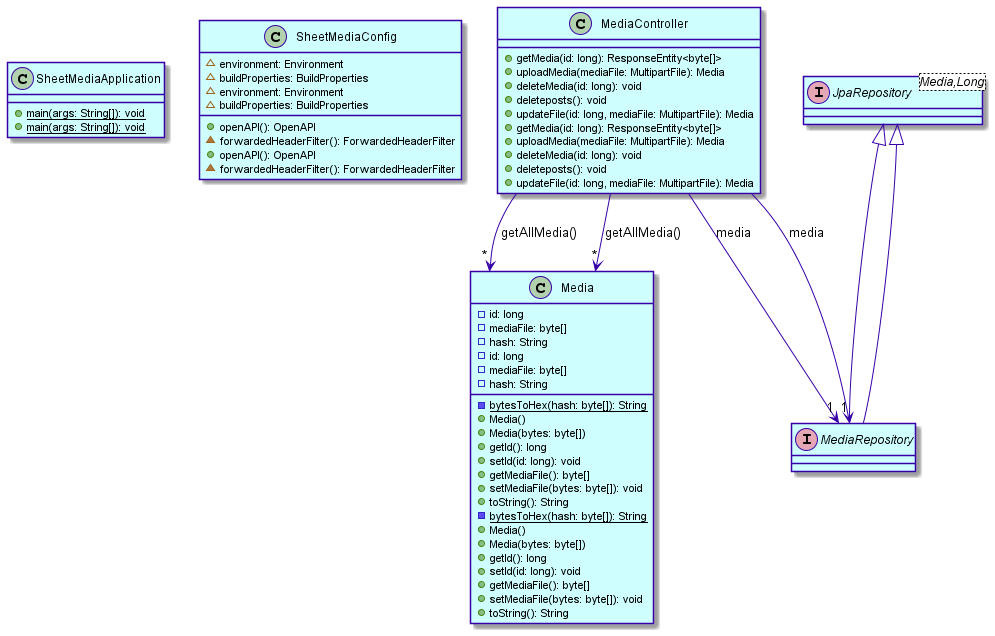 C SheetMediaApplication
main(args: String[]): void
main(args: String[]): void
C SheetMediaConfig
environment: Environment
buildProperties: BuildProperties
environment: Environment
buildProperties: BuildProperties
openAPI(): OpenAPI
forwardedHeaderFilter(): ForwardedHeaderFilter
openAPI(): OpenAPI
forwardedHeaderFilter(): ForwardedHeaderFilter
C MediaController
getMedia(id: long): ResponseEntity<byte[]>
uploadMedia(mediaFile: MultipartFile): Media
deleteMedia(id: long): void
deleteposts(): void
updateFile(id: long, mediaFile: MultipartFile): Media
getMedia(id: long): ResponseEntity<byte[]>
uploadMedia(mediaFile: MultipartFile): Media
deleteMedia(id: long): void
deleteposts(): void
updateFile(id: long, mediaFile: MultipartFile): Media
I JpaRepository
Media,Long
getAllMedia()
*
getAllMedia()
*
media
1
media
1
C Media
id: long
mediaFile: byte[]
hash: String
id: long
mediaFile: byte[]
hash: String
bytesToHex(hash: byte[]): String
Media()
Media(bytes: byte[])
getId(): long
setId(id: long): void
getMediaFile(): byte[]
setMediaFile(bytes: byte[]): void
toString(): String
bytesToHex(hash: byte[]): String
Media()
Media(bytes: byte[])
getId(): long
setId(id: long): void
getMediaFile(): byte[]
setMediaFile(bytes: byte[]): void
toString(): String
I MediaRepository